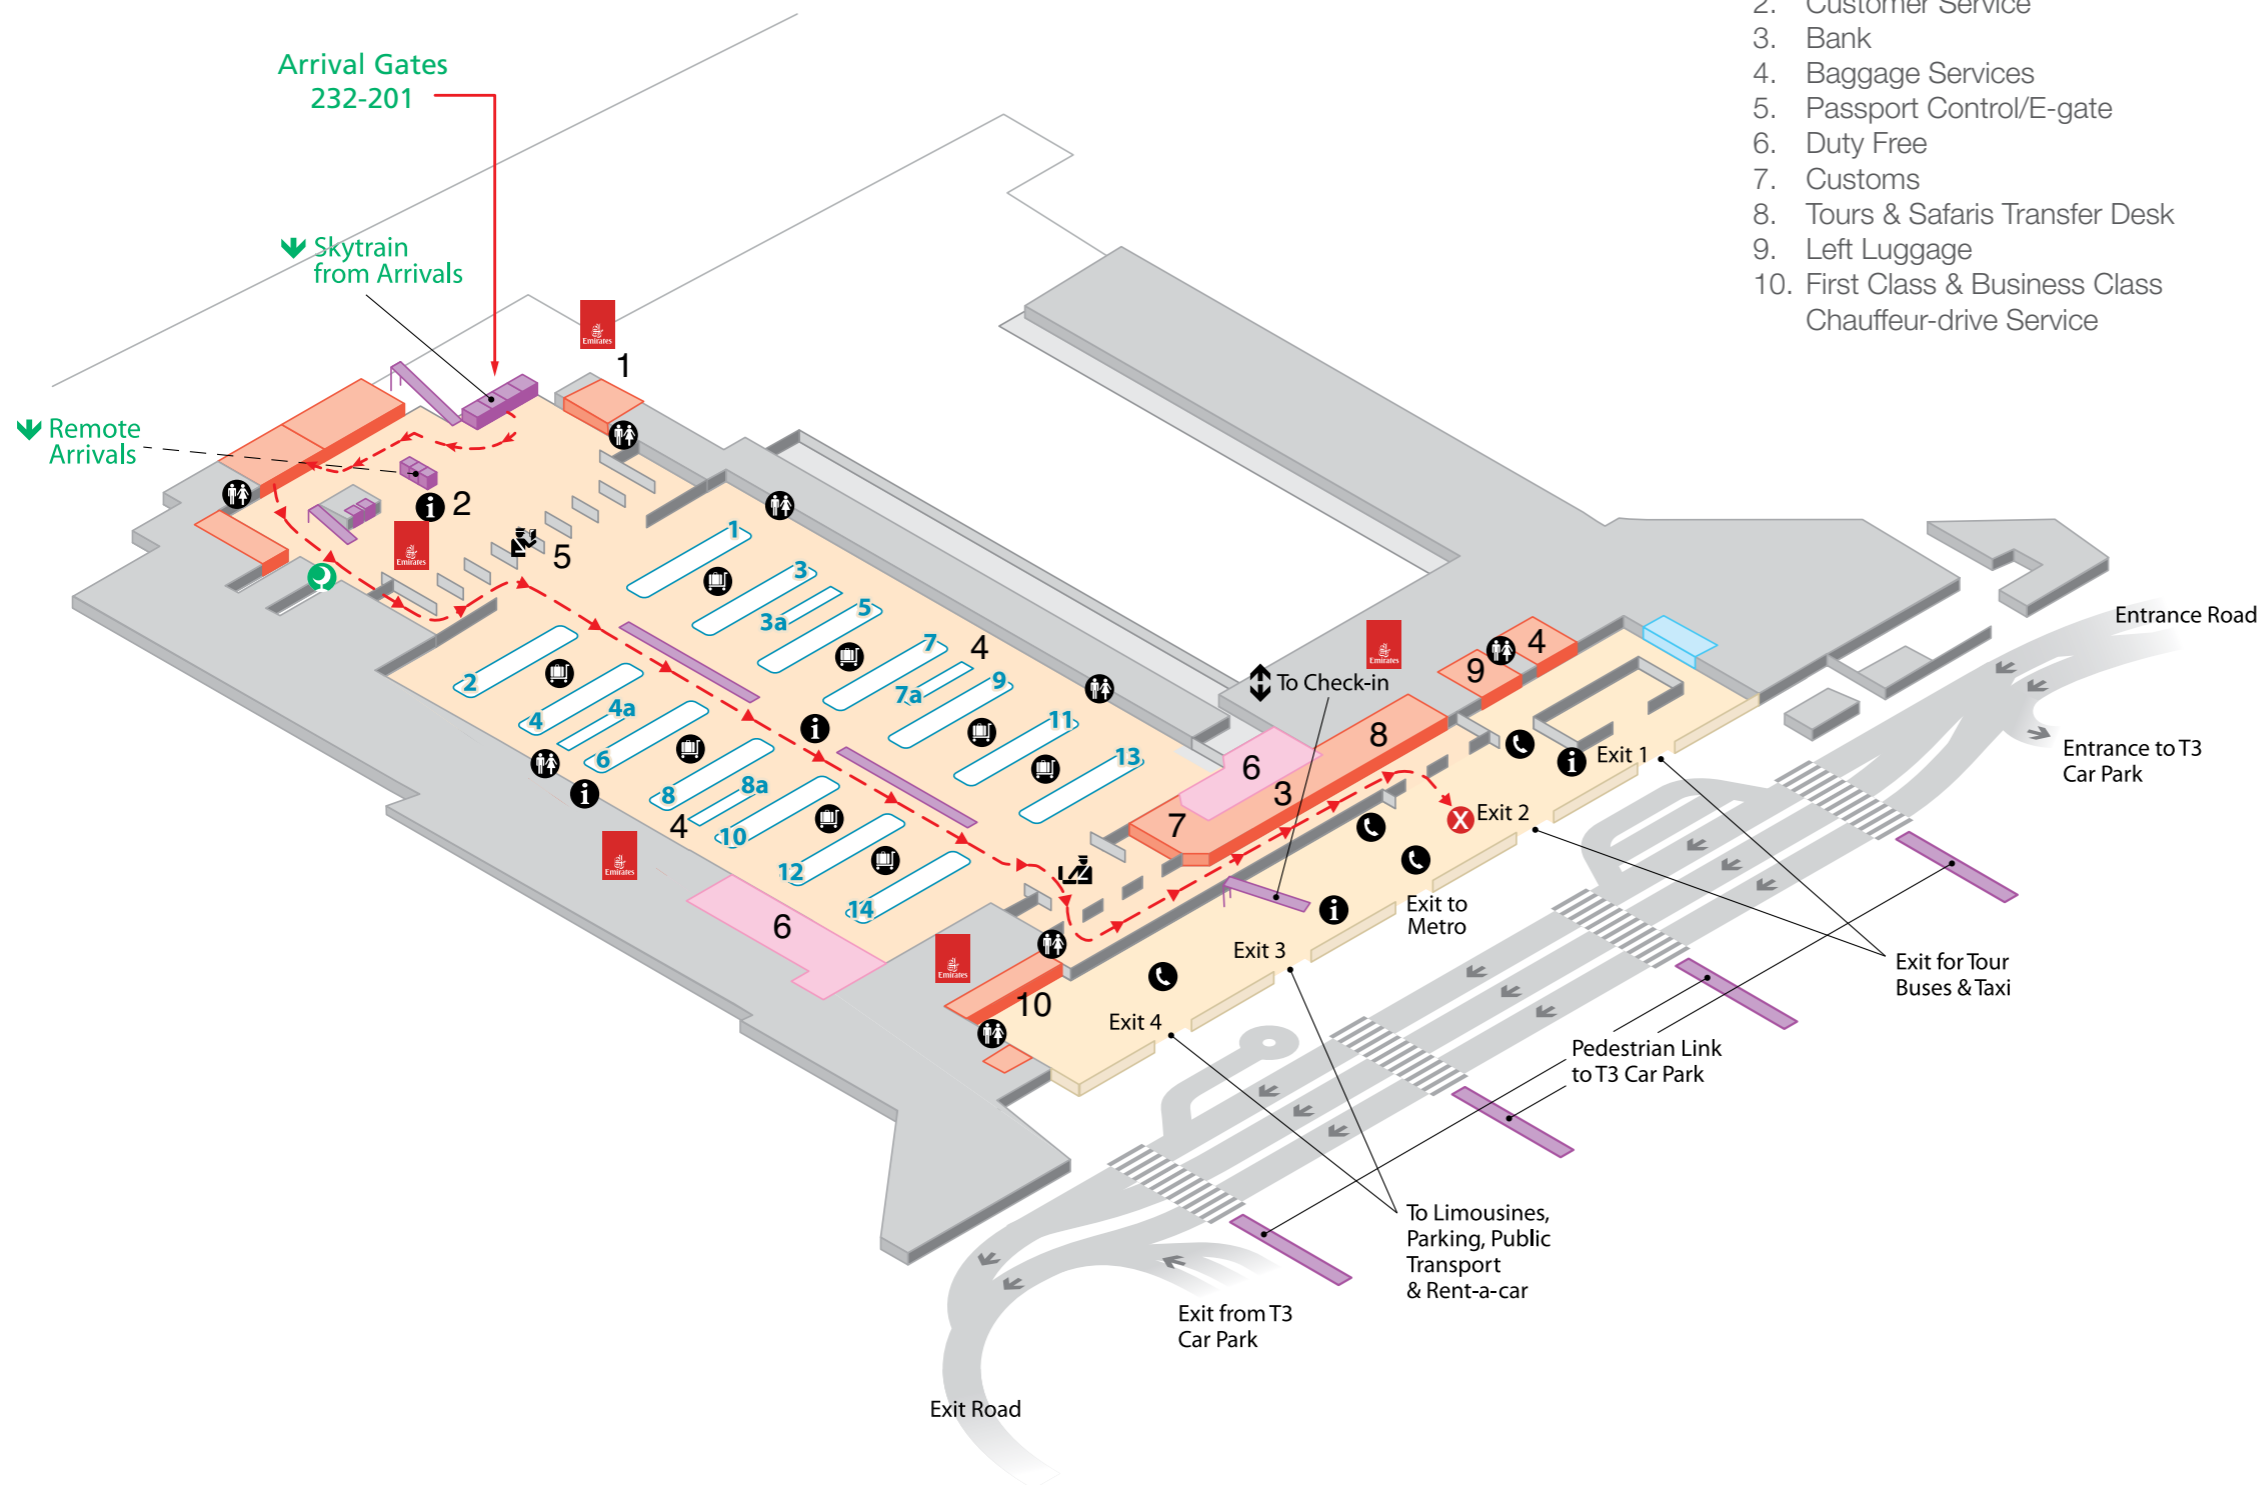 2. Customer Service
3. Bank
4. Baggage Services
5. Passport Control/E-gate
6. Duty Free
7. Customs
8. Tours & Safaris Transfer Desk
9. Left Luggage
10. First Class & Business Class
Chauffeur-drive Service
Arrival Gates
232-201
Skytrain
from Arrivals
Remote
Arrivals
Emirates
1
2
Emirates
5
1
3
3a
5
7
4
7a
9
11
13
2
4
4a
6
8
8a
4
10
12
14
Emirates
6
Emirates
10
6
7
3
8
9
4
Emirates
To Check-in
X
Exit 1
Exit 2
Exit to
Metro
Exit 3
Exit 4
Entrance Road
Entrance to T3
Car Park
Exit for Tour
Buses & Taxi
Pedestrian Link
to T3 Car Park
To Limousines,
Parking, Public
Transport
& Rent-a-car
Exit from T3
Car Park
Exit Road